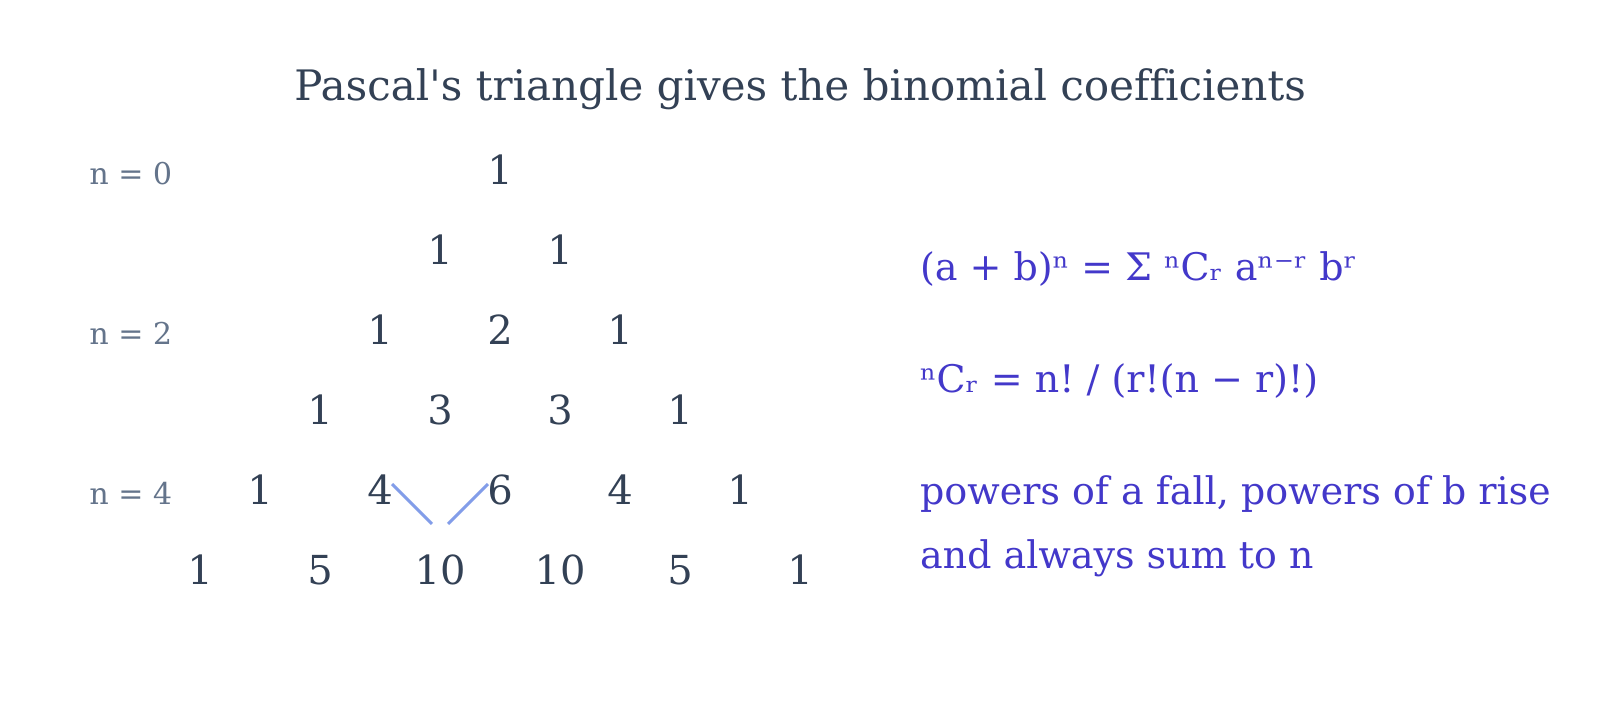 Pascal's triangle gives the binomial coefficients
n = 0 1
1 1
n = 2 1 2 1
1 3 3 1
n = 4 1 4 6 4 1
1 5 10 10 5 1
(a + b)ⁿ = Σ ⁿCᵣ aⁿ⁻ʳ bʳ
ⁿCᵣ = n! / (r!(n − r)!)
powers of a fall, powers of b rise
and always sum to n